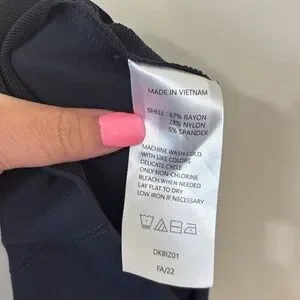 MADE IN VIETNAM
SHELL : 67% RAYON
28% NYLON
5% SPANDEX
MACHINE WASH COLD
WITH LIKE COLORS
DELICATE CYCLE
ONLY NON-CHLORINE
BLEACH WHEN NEEDED
LAY FLAT TO DRY
LOW IRON IF NECESSARY
DKBIZ01
FA/22